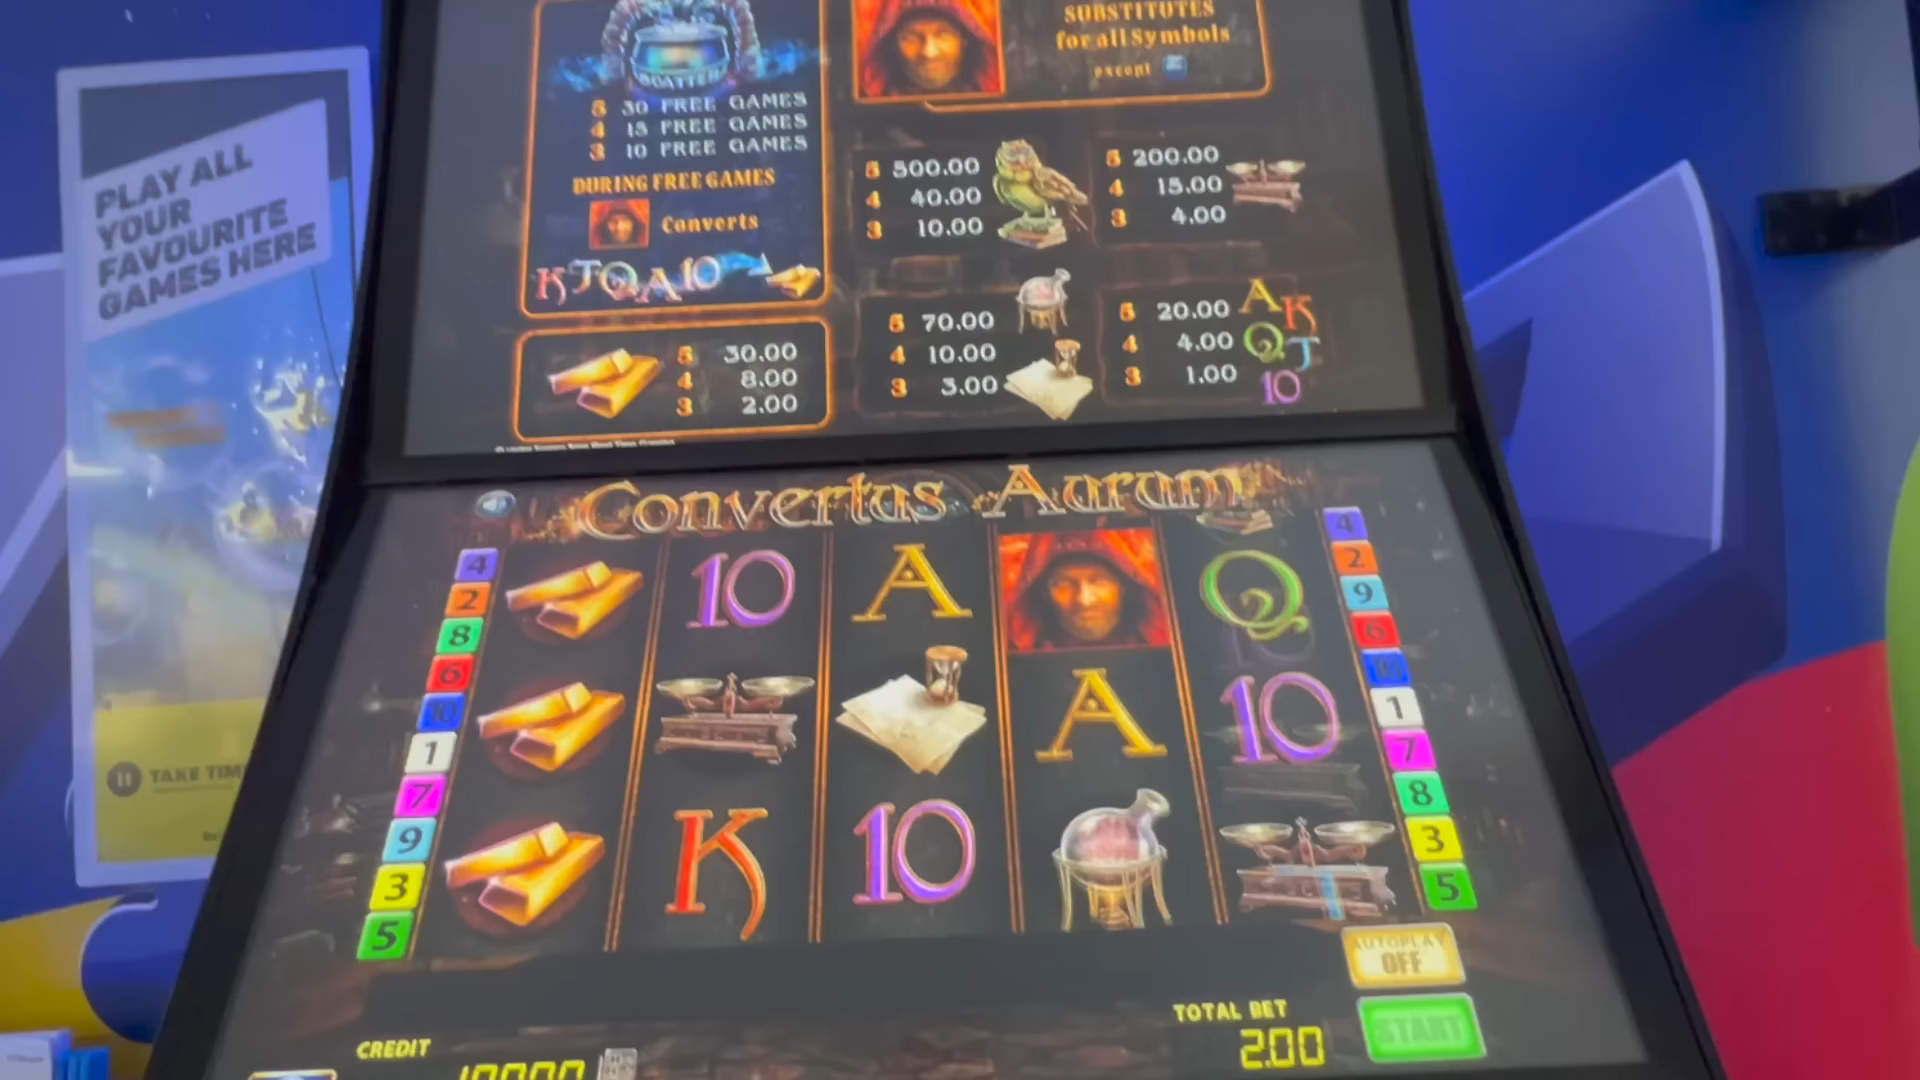 PLAY ALL
YOUR
FAVOURITE
GAMES HERE
TAKE TIM
SCATTER
5 30 FREE GAMES
4 15 FREE GAMES
3 10 FREE GAMES
DURING FREE GAMES
Converts
K J Q A 10
5 30.00
4 8.00
3 2.00
SUBSTITUTES
for all Symbols
except
5 500.00
4 40.00
3 10.00
5 200.00
4 15.00
3 4.00
5 70.00
4 10.00
3 3.00
5 20.00
4 4.00
3 1.00
A K
Q J
10
Convertus Aurum
4 10 A Q 4
2 2
8 9
6 6
10 A 10 10
1 1
7 7
9 K 10 8
3 3
5 5
AUTOPLAY
OFF
START
TOTAL BET
2.00
CREDIT